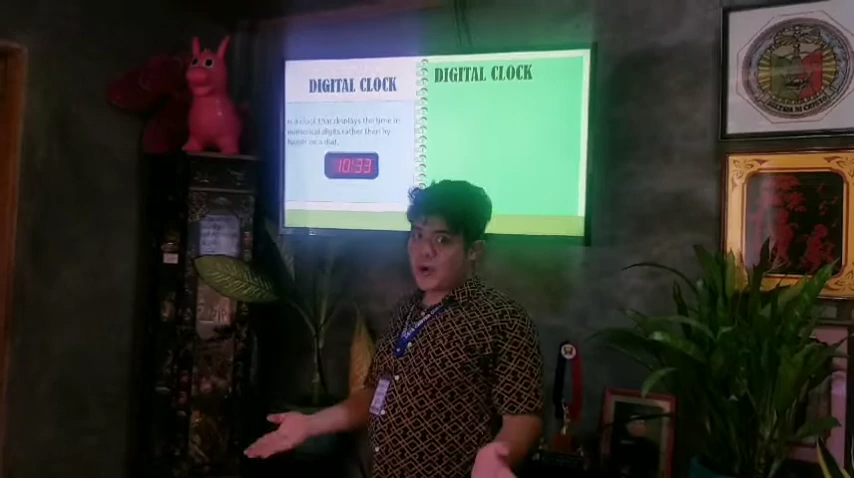 DIGITAL CLOCK
is a clock that displays the time in
numerical digits rather then by
hands on a dial.
10:33
DIGITAL CLOCK